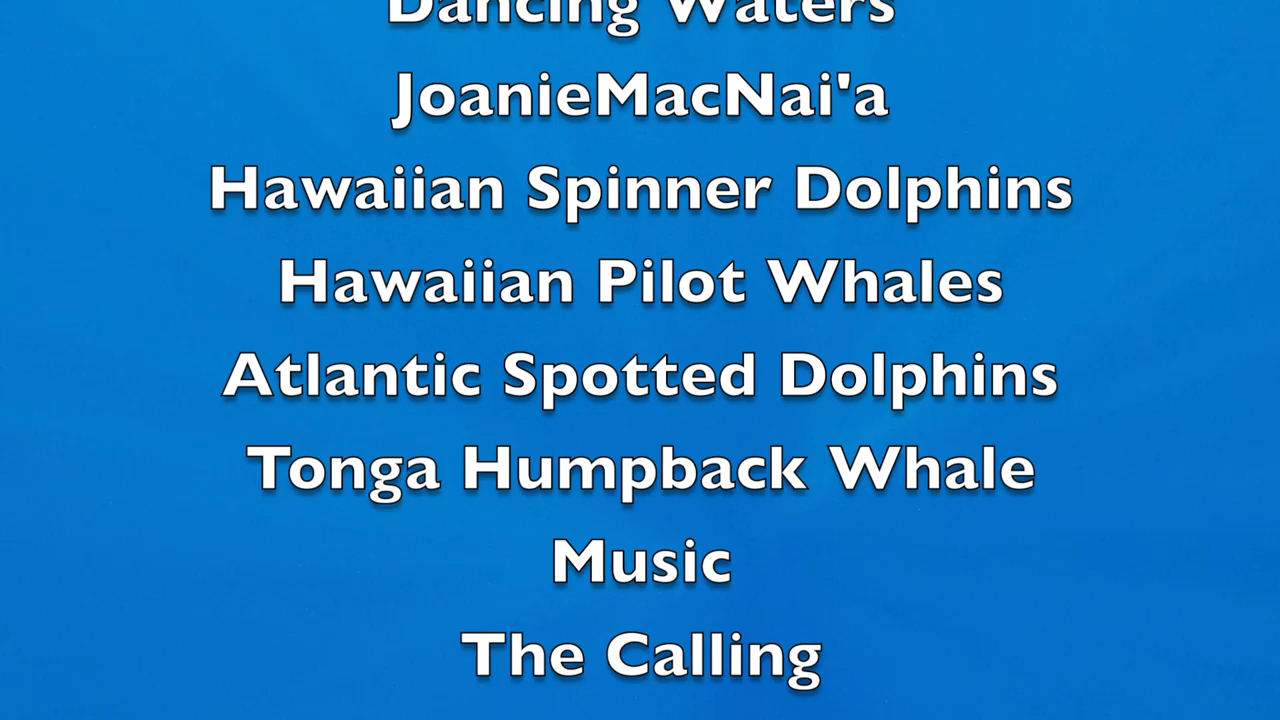 Dancing Waters
JoanieMacNai'a
Hawaiian Spinner Dolphins
Hawaiian Pilot Whales
Atlantic Spotted Dolphins
Tonga Humpback Whale
Music
The Calling